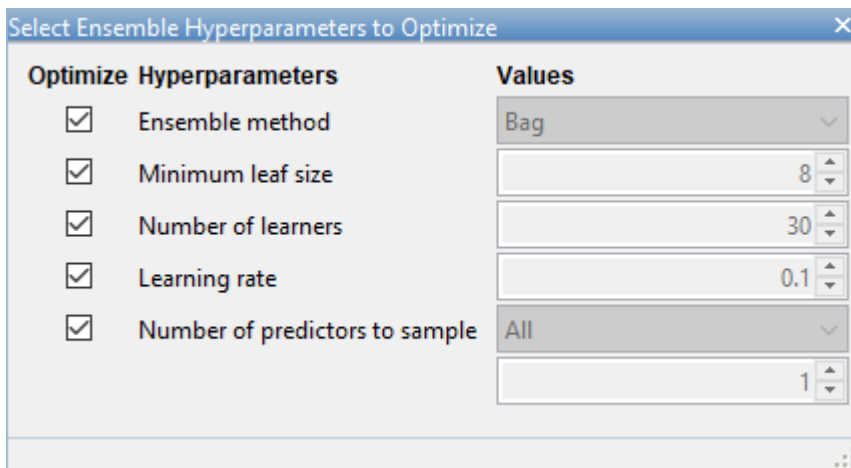 Select Ensemble Hyperparameters to Optimize
Optimize Hyperparameters Values
Ensemble method Bag
Minimum leaf size 8
Number of learners 30
Learning rate 0.1
Number of predictors to sample All
1